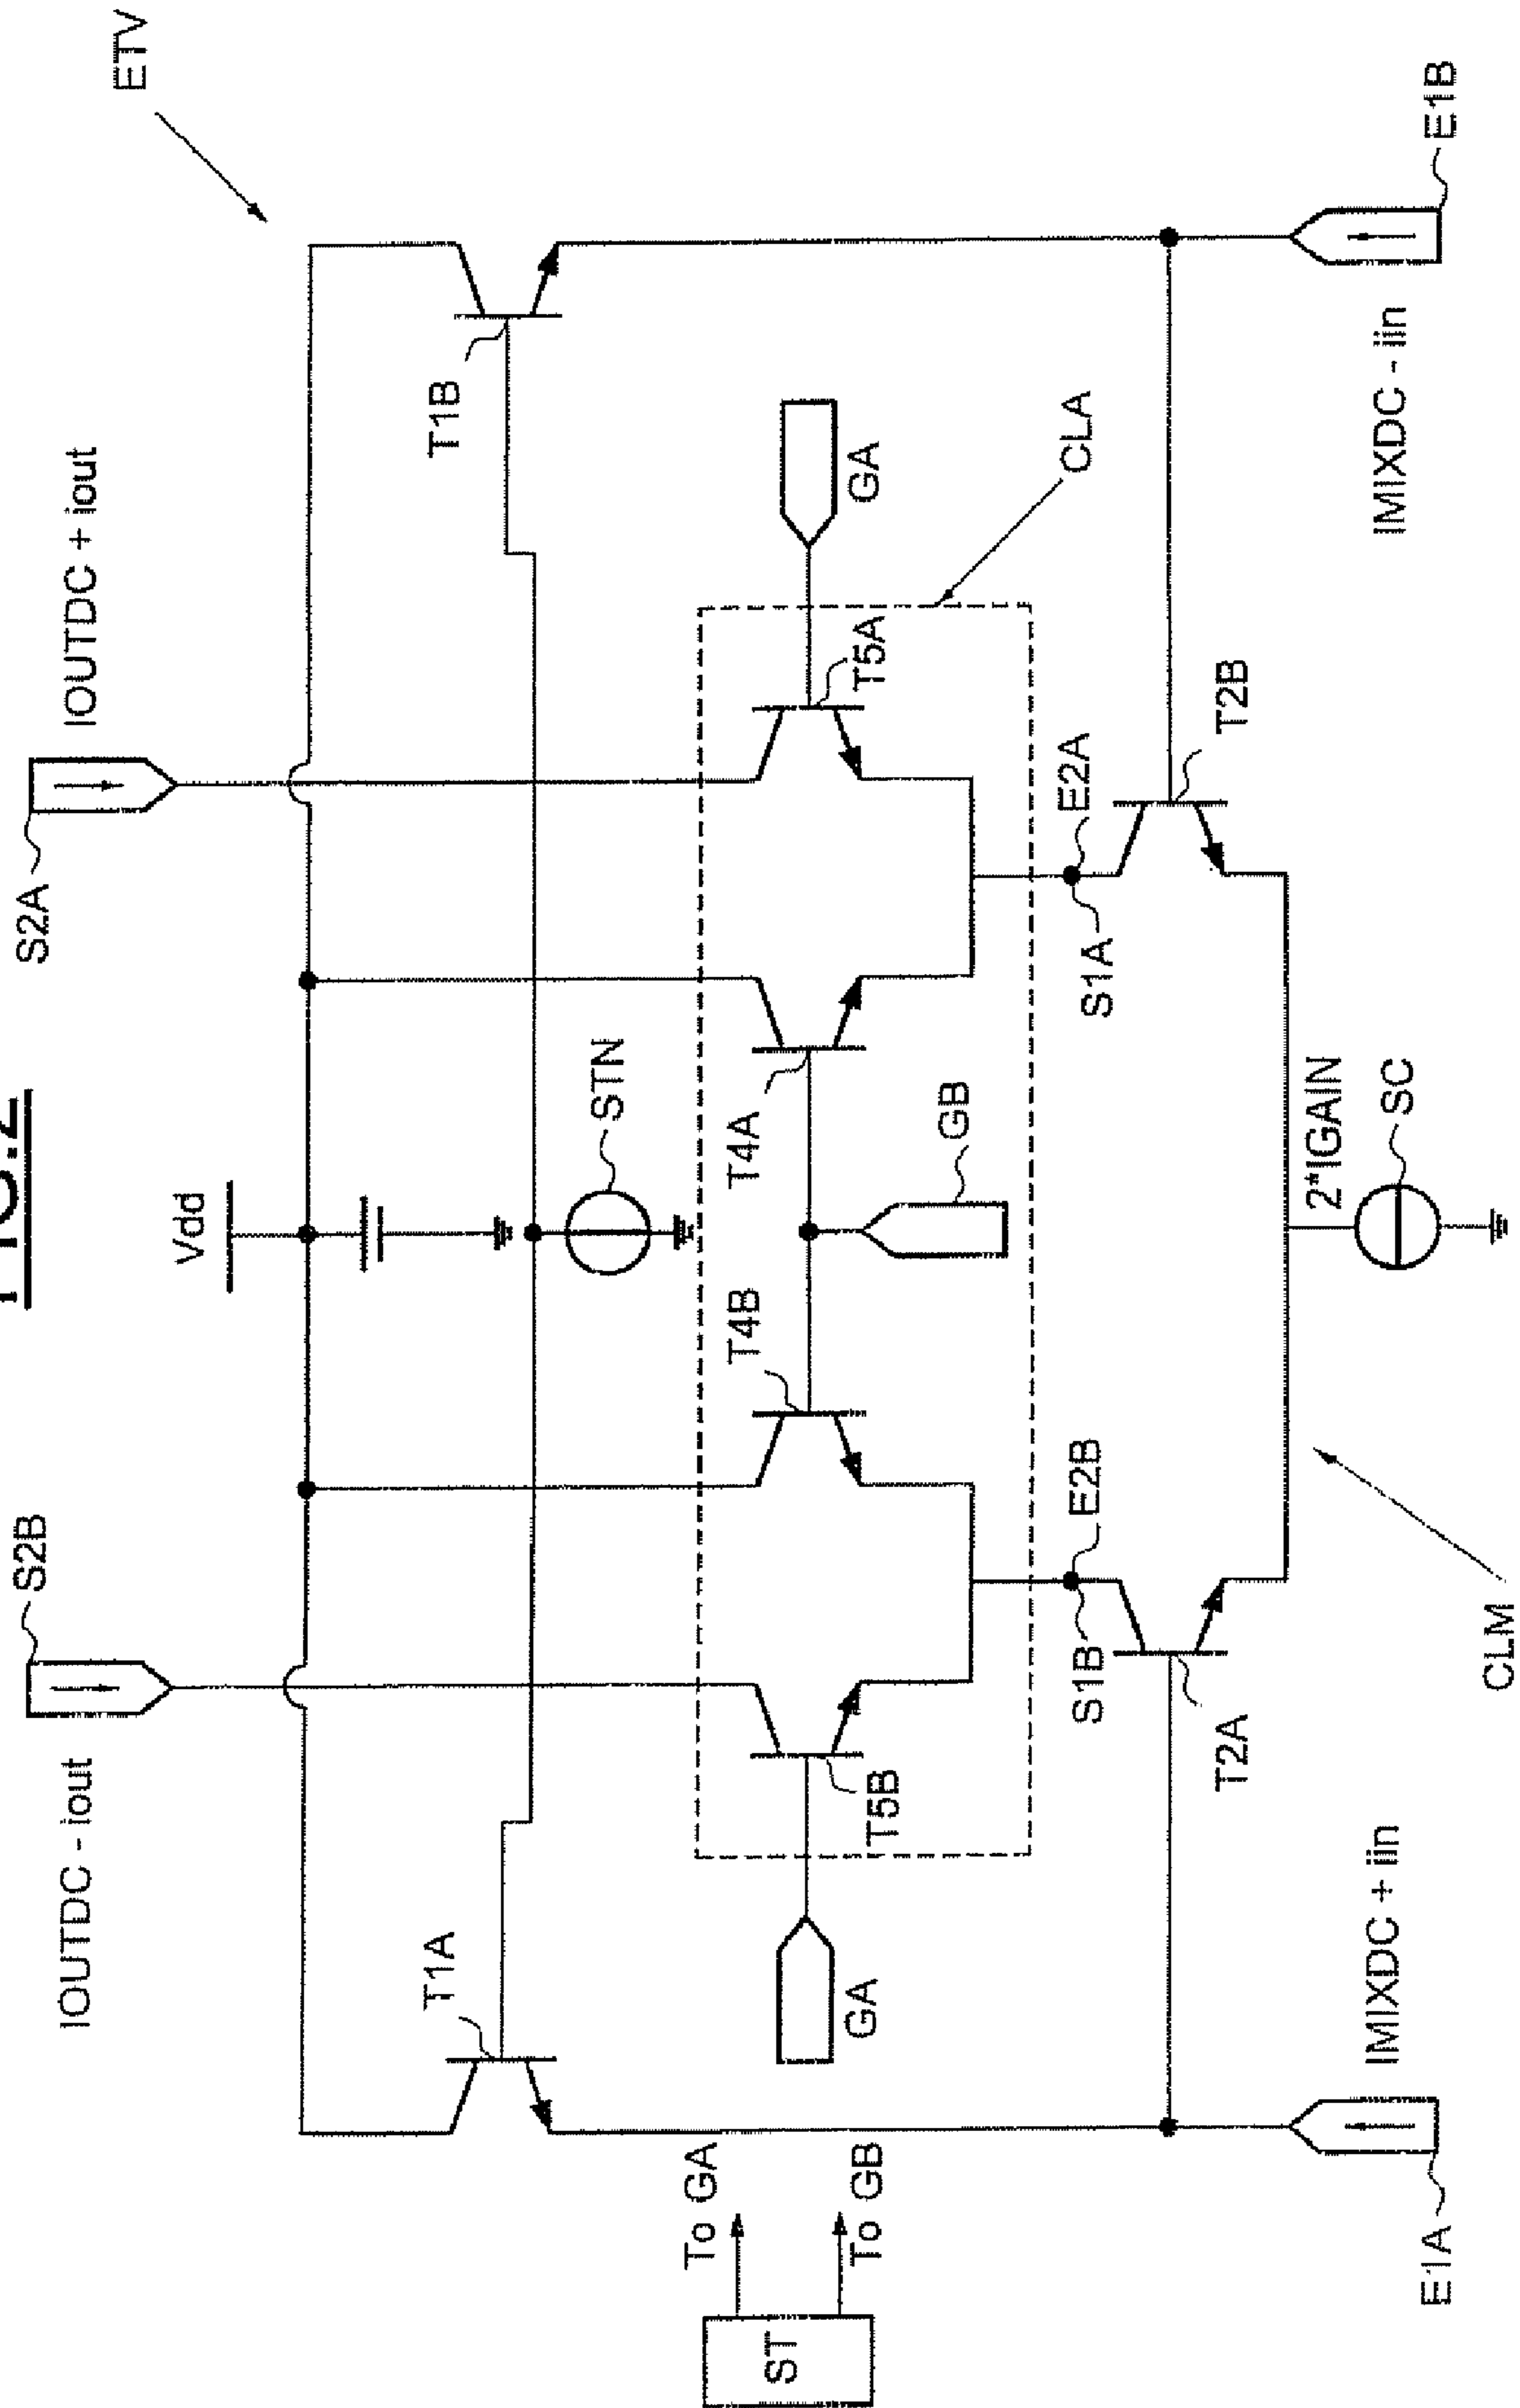 FIG.2
ETV
S2B
S2A
IOUTDC - iout
IOUTDC + iout
Vdd
T1A
T1B
STN
To GA
To GB
ST
GA
T5B
T4B
GB
T4A
T5A
GA
CLA
S1B
E2B
S1A
E2A
T2A
T2B
2*IGAIN
SC
CLM
IMIXDC + iin
E1A
IMIXDC - iin
E1B